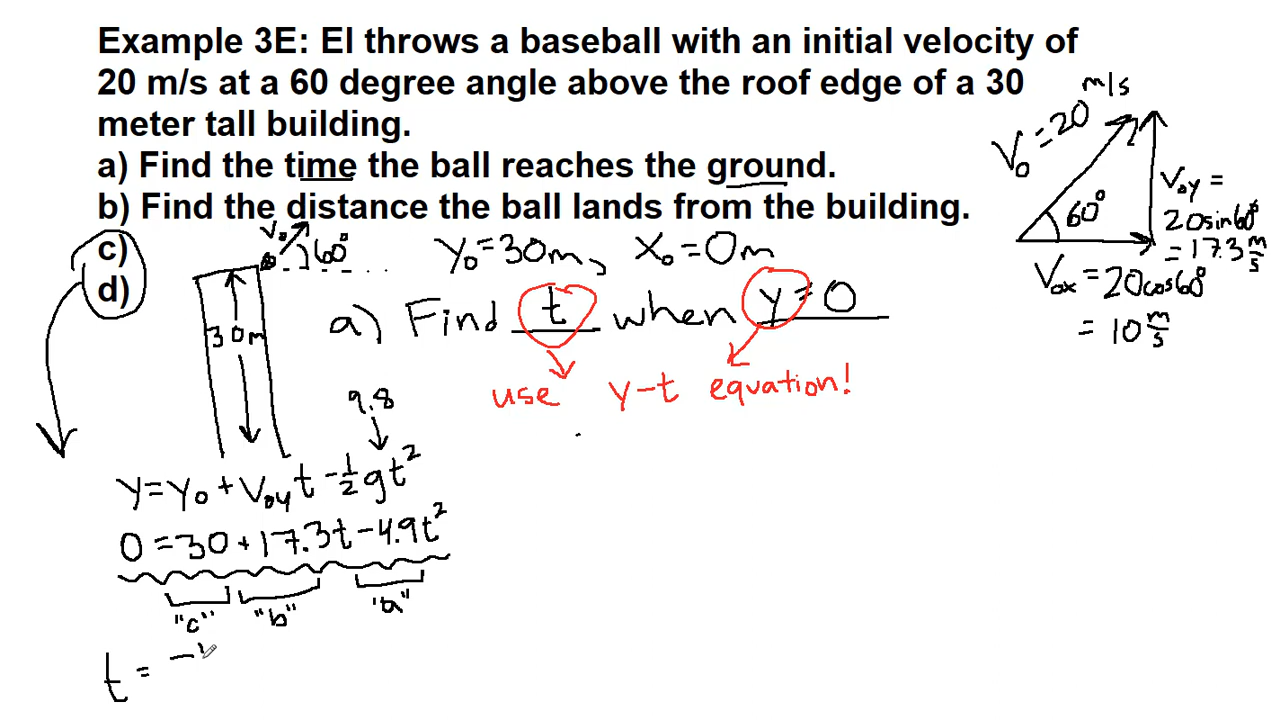 Example 3E: El throws a baseball with an initial velocity of
20 m/s at a 60 degree angle above the roof edge of a 30
meter tall building.
a) Find the time the ball reaches the ground.
b) Find the distance the ball lands from the building.
c)
d)
V₀
60°
30m
y₀=30m, x₀=0m
a) Find t when y=0
use y-t equation!
V₀=20 m/s
60°
V₀y =
20sin60°
=17.3 m/s
V₀x=20cos60°
= 10 m/s
9.8
y=y₀+V₀yt-½gt²
0=30+17.3t-4.9t²
"c" "b" "a"
t = -